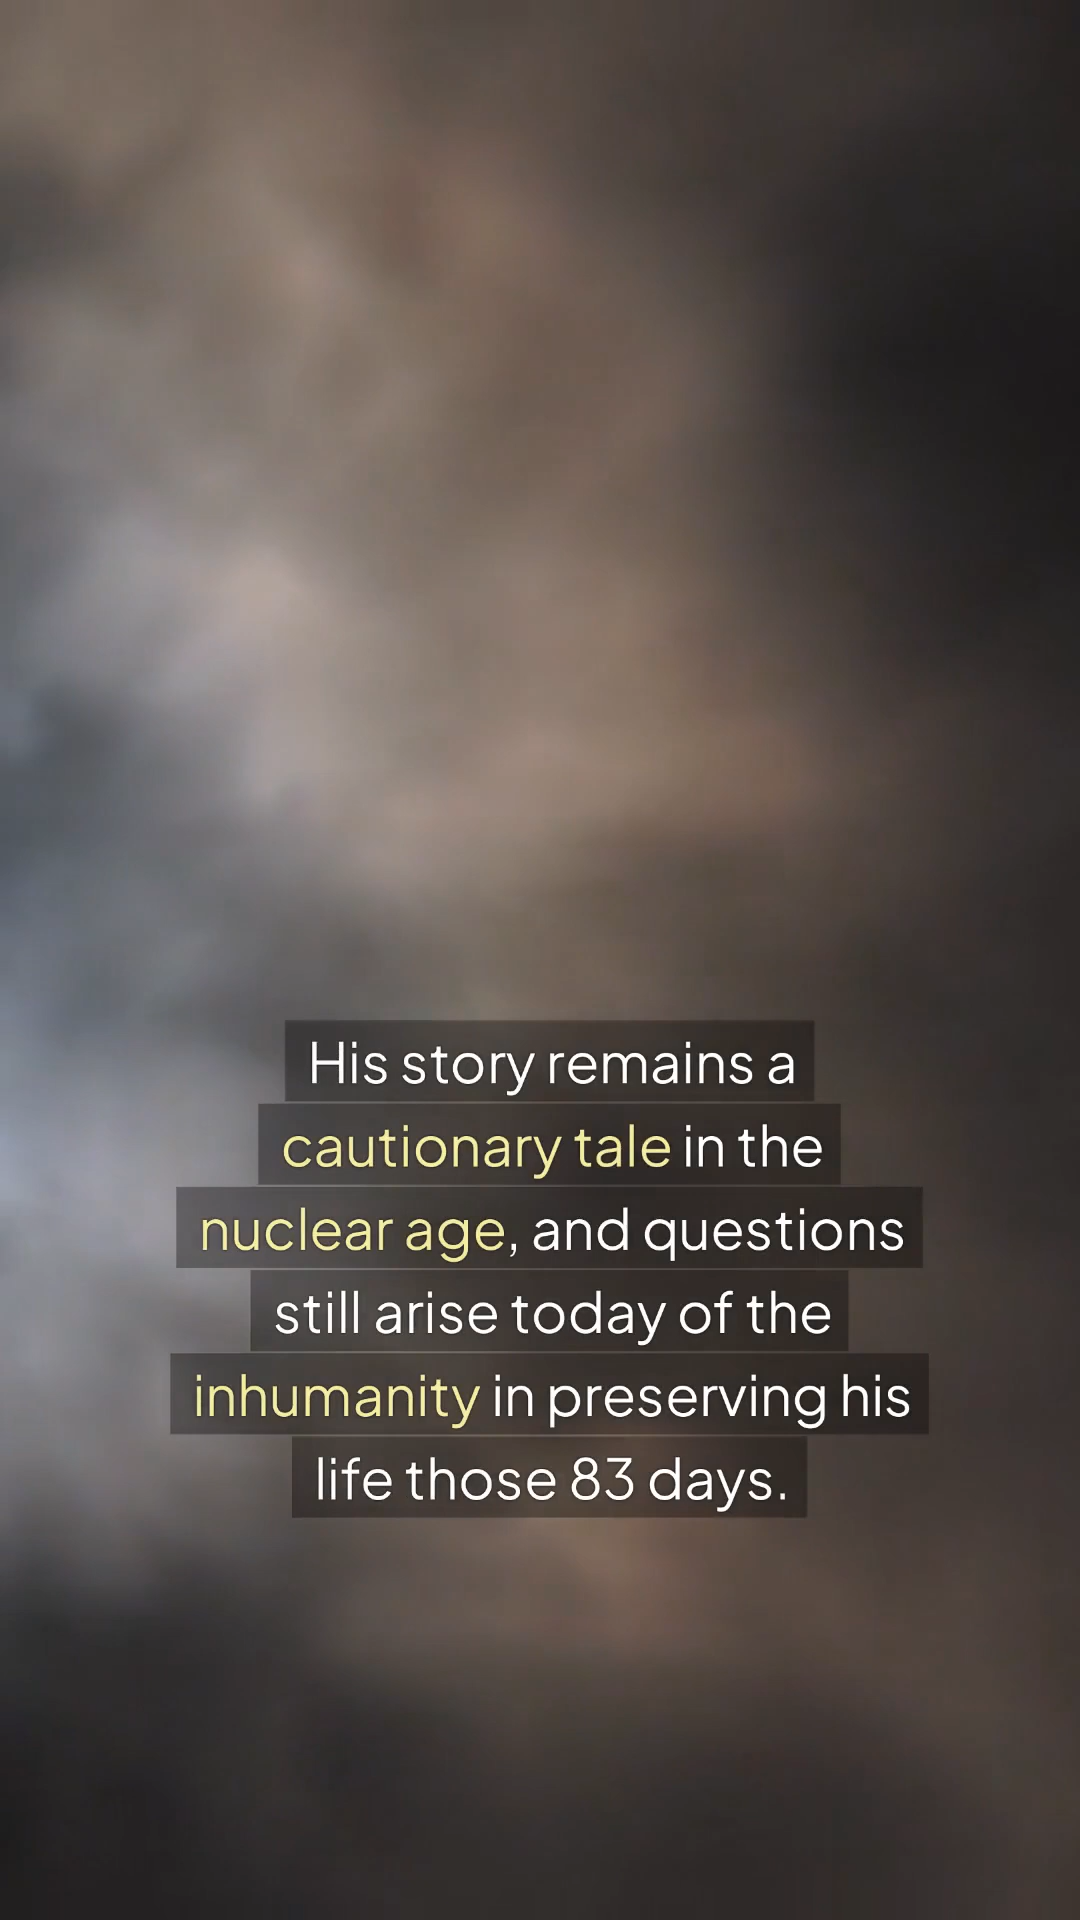 His story remains a
cautionary tale in the
nuclear age, and questions
still arise today of the
inhumanity in preserving his
life those 83 days.